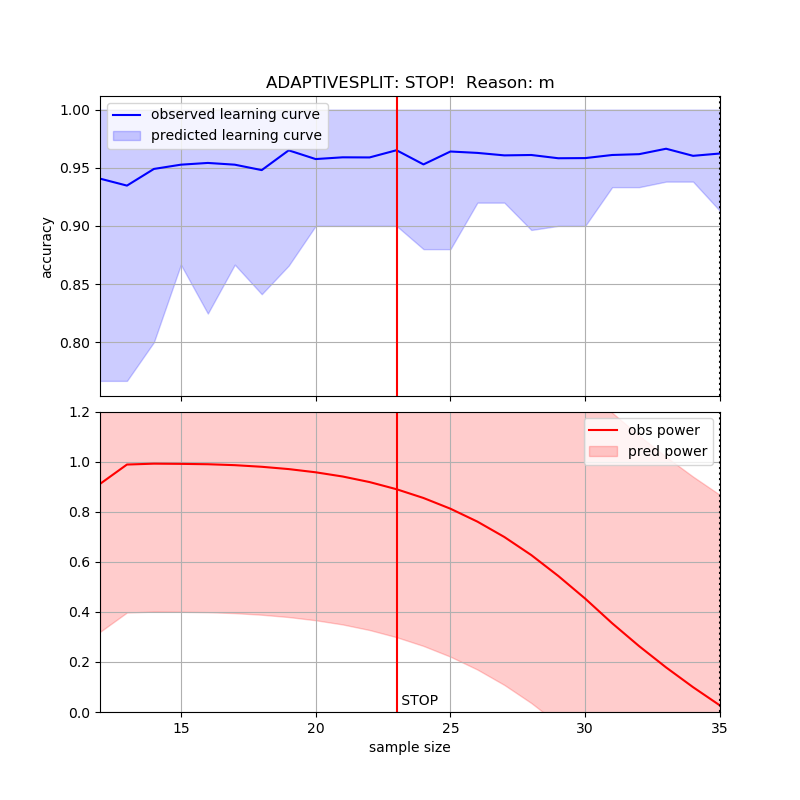 ADAPTIVESPLIT: STOP!  Reason: m
1.00
0.95
0.90
0.85
0.80
accuracy
observed learning curve
predicted learning curve
1.2
1.0
0.8
0.6
0.4
0.2
0.0
obs power
pred power
STOP
15
20
25
30
35
sample size